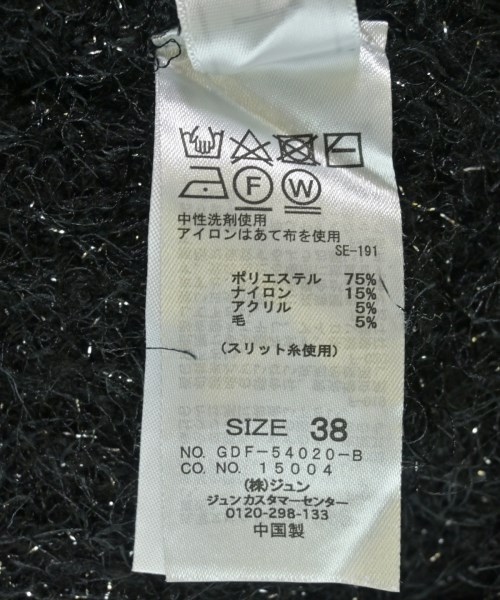 F W
中性洗剤使用
アイロンはあて布を使用
SE-191
ポリエステル 75%
ナイロン 15%
アクリル 5%
毛 5%
(スリット糸使用)
SIZE 38
NO. GDF-54020-B
CO. NO. 15004
(株)ジュン
ジュンカスタマーセンター
0120-298-133
中国製